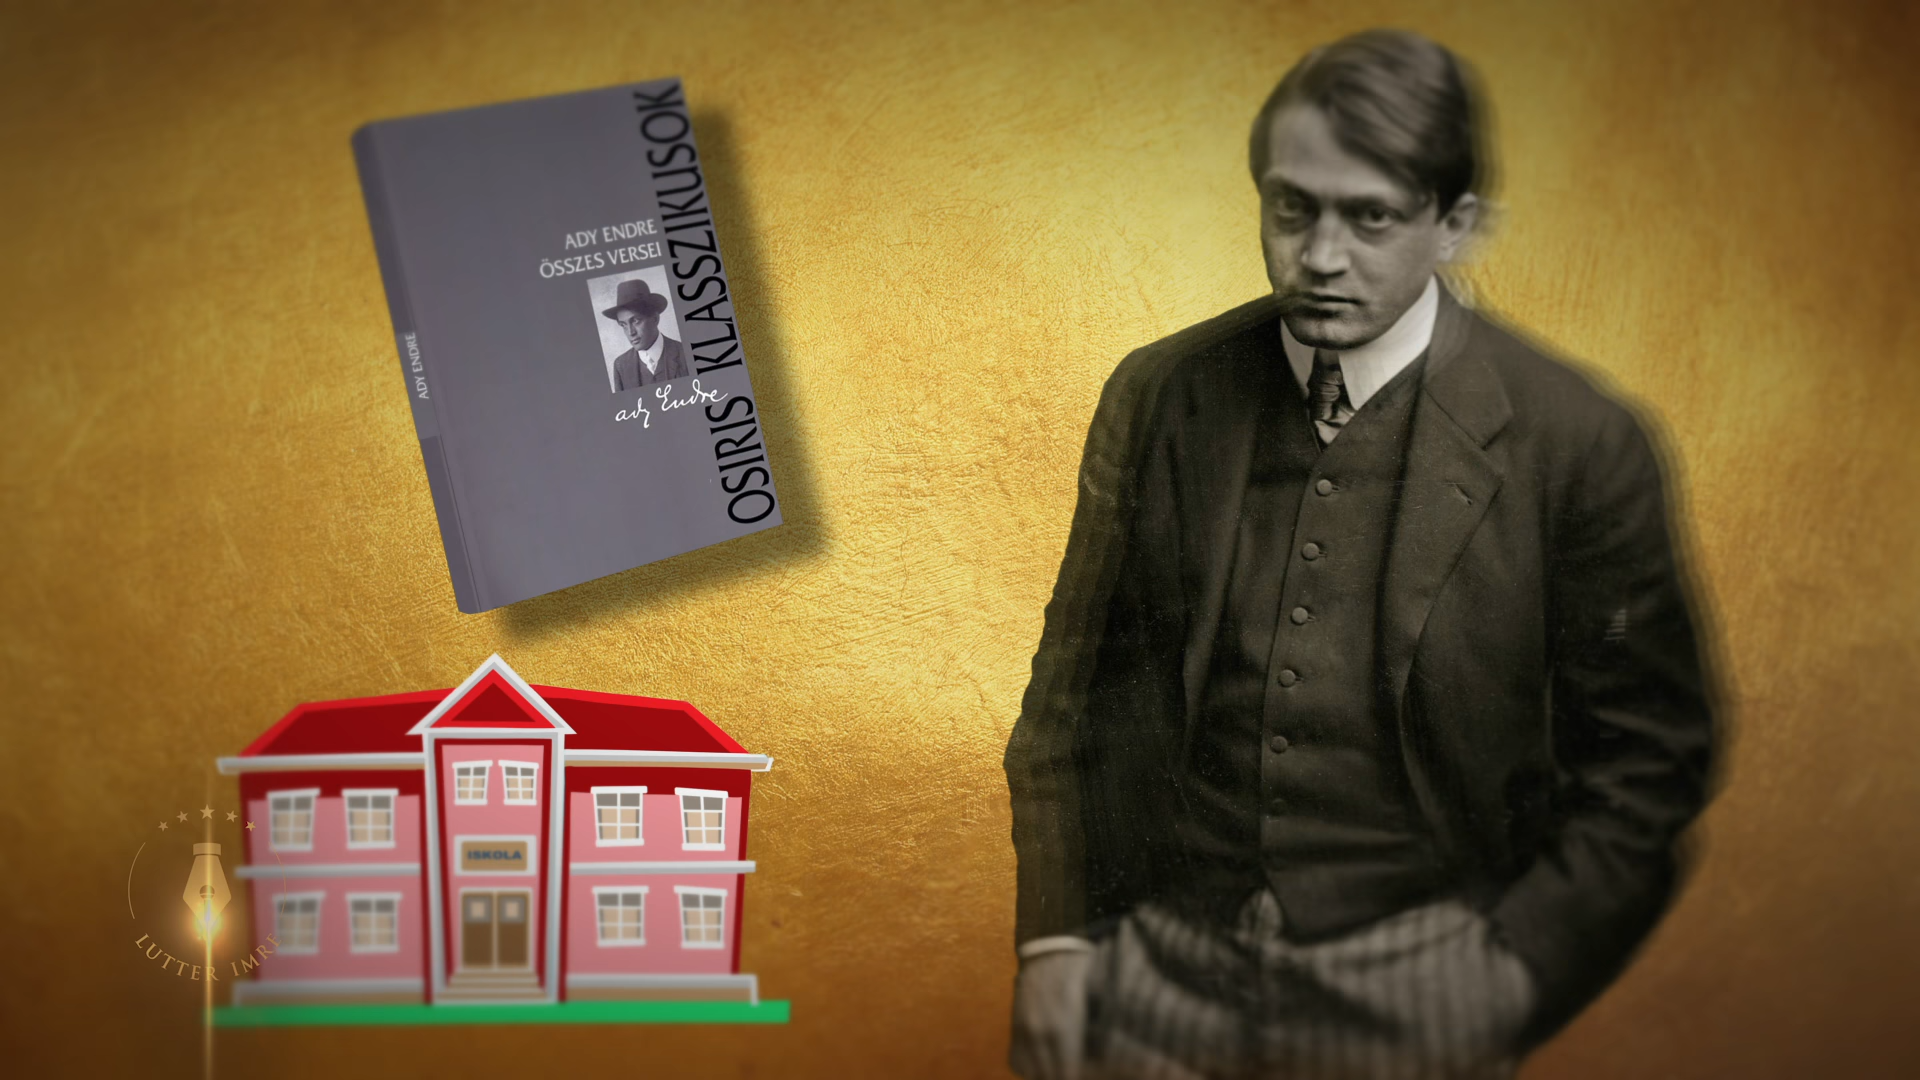 ADY ENDRE
ÖSSZES VERSEI
ady Endre
OSIRIS KLASSZIKUSOK
ADY ENDRE
ISKOLA
LUTTER IMRE